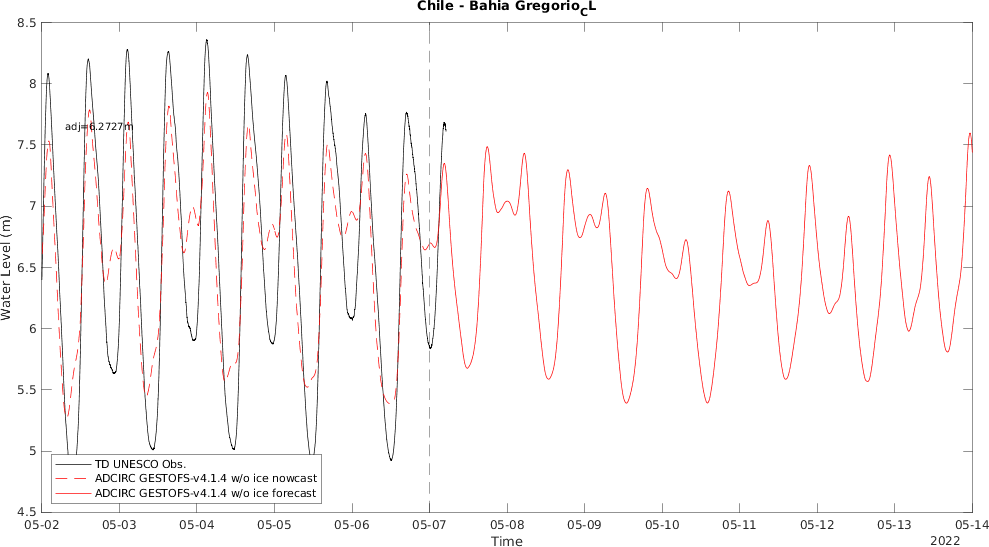 Chile - Bahia Gregorio_CL
8.5
8
7.5
7
6.5
6
5.5
5
4.5
Water Level (m)
adj=6.2727m
TD UNESCO Obs.
ADCIRC GESTOFS-v4.1.4 w/o ice nowcast
ADCIRC GESTOFS-v4.1.4 w/o ice forecast
05-02 05-03 05-04 05-05 05-06 05-07 05-08 05-09 05-10 05-11 05-12 05-13 05-14
Time
2022